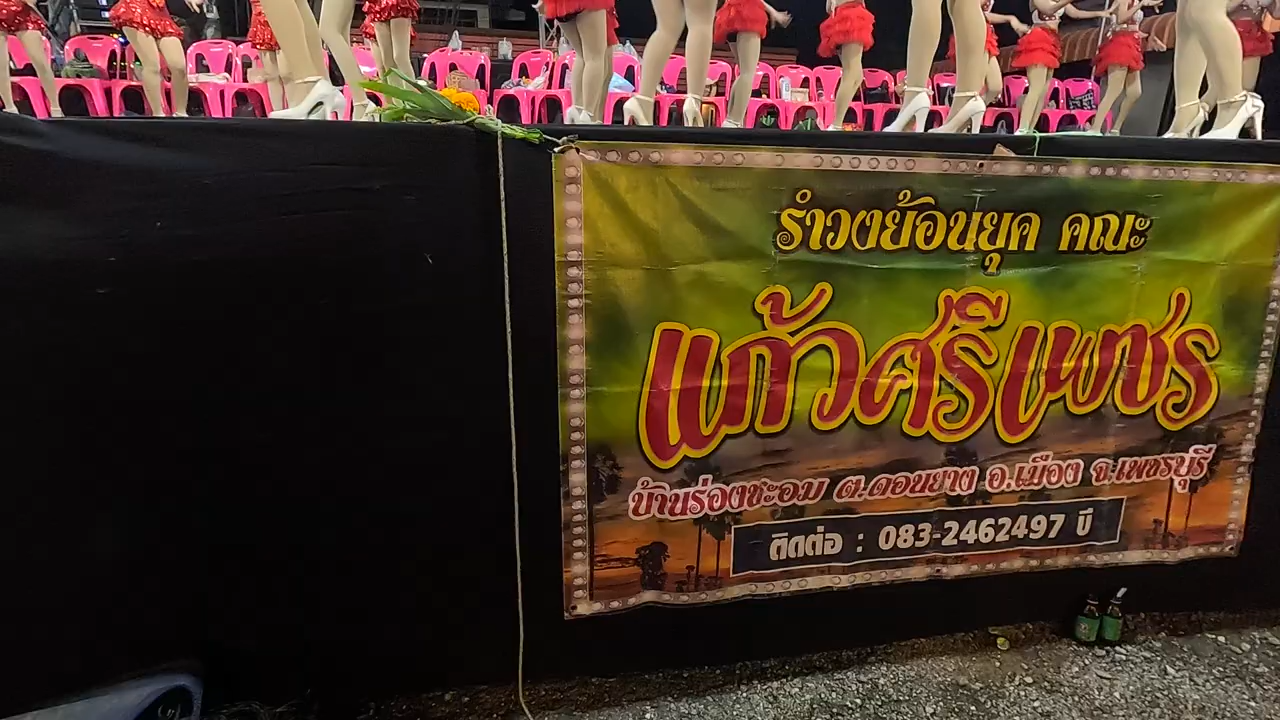 รำวงย้อนยุค คณะ
แก้วศรีเพชร
บ้านร่องชะอม ต.ดอนยาง อ.เมือง จ.เพชรบุรี
ติดต่อ : 083-2462497 บี